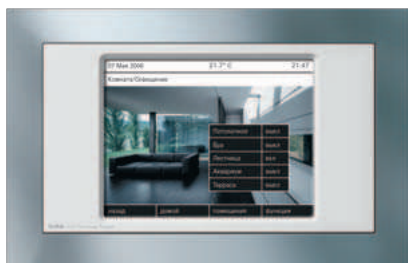 07 Мая 2008 21.7° C 21:47
Комната/Освещение
Потолочное выкл
Бра выкл
Лестница вкл
Аквариум выкл
Терраса выкл
назад домой помещения функции